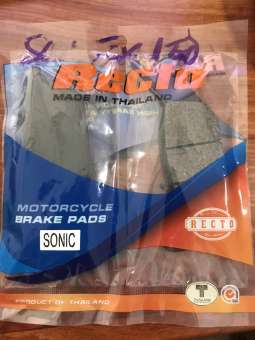 RECTO
MADE IN THAILAND
MOTORCYCLE
BRAKE PADS
SONIC
RECTO
PRODUCT OF THAILAND